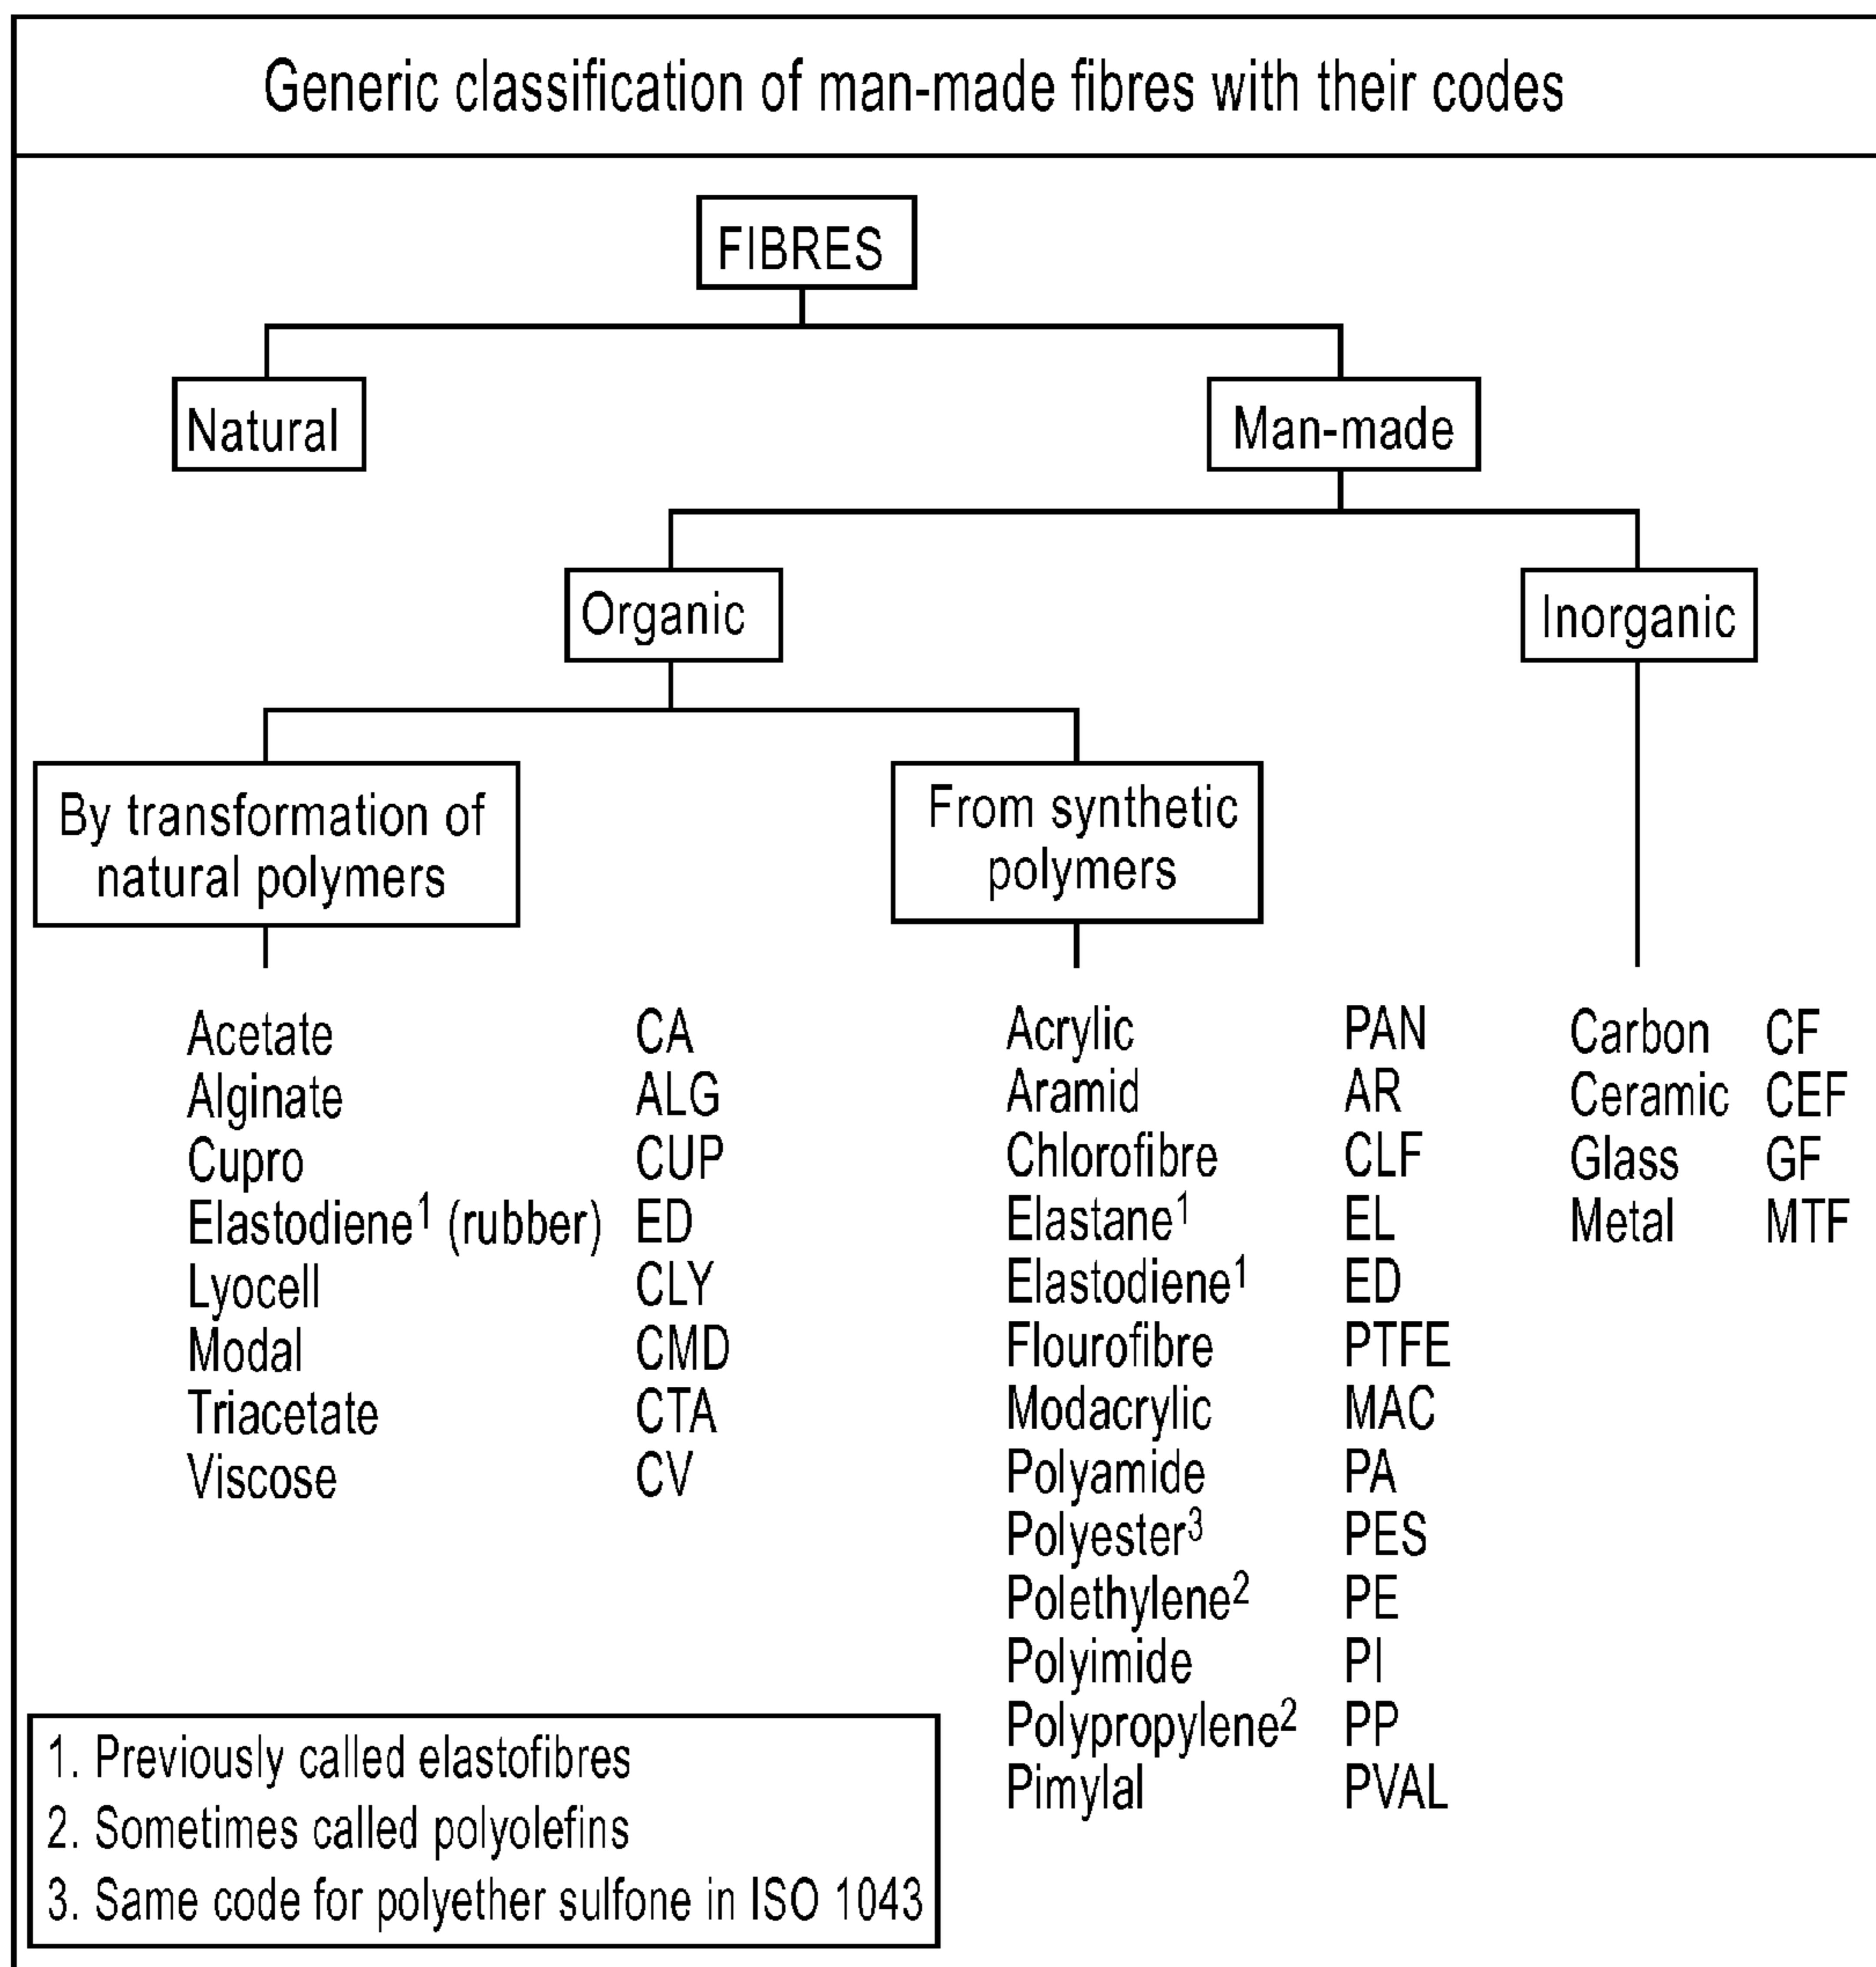 Generic classification of man-made fibres with their codes
FIBRES
Natural
Man-made
Organic
Inorganic
By transformation of
natural polymers
From synthetic
polymers
Acetate CA
Alginate ALG
Cupro CUP
Elastodiene¹ (rubber) ED
Lyocell CLY
Modal CMD
Triacetate CTA
Viscose CV
Acrylic PAN
Aramid AR
Chlorofibre CLF
Elastane¹ EL
Elastodiene¹ ED
Flourofibre PTFE
Modacrylic MAC
Polyamide PA
Polyester³ PES
Polethylene² PE
Polyimide PI
Polypropylene² PP
Pimylal PVAL
Carbon CF
Ceramic CEF
Glass GF
Metal MTF
1. Previously called elastofibres
2. Sometimes called polyolefins
3. Same code for polyether sulfone in ISO 1043